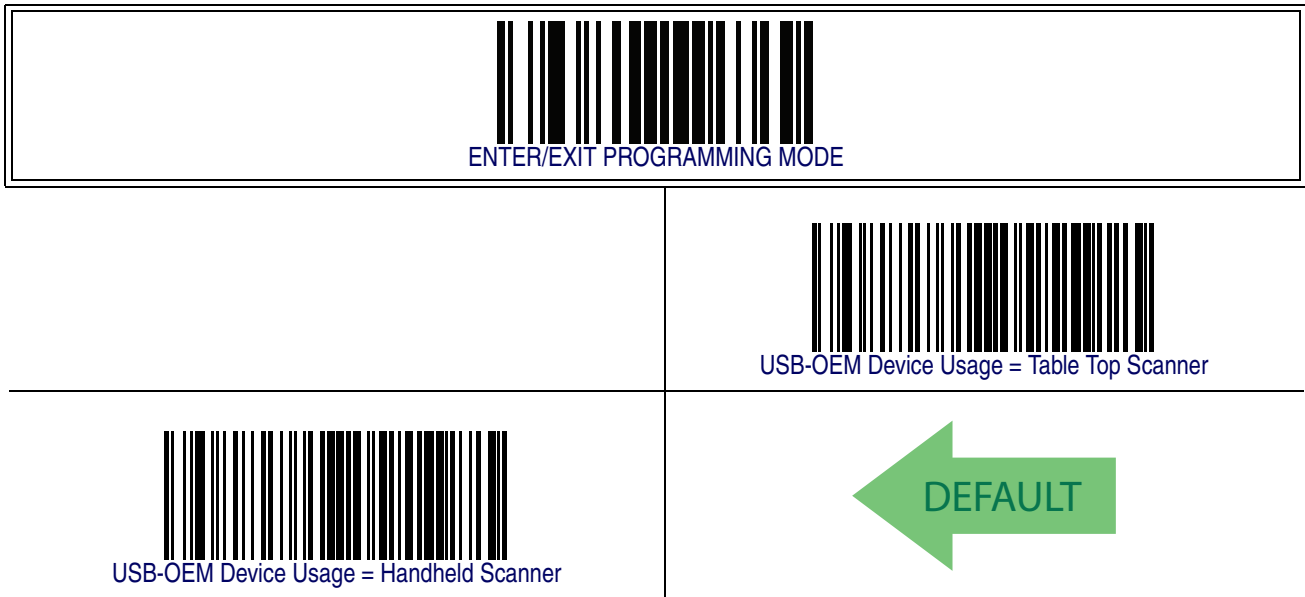 ENTER/EXIT PROGRAMMING MODE
USB-OEM Device Usage = Table Top Scanner
USB-OEM Device Usage = Handheld Scanner
DEFAULT